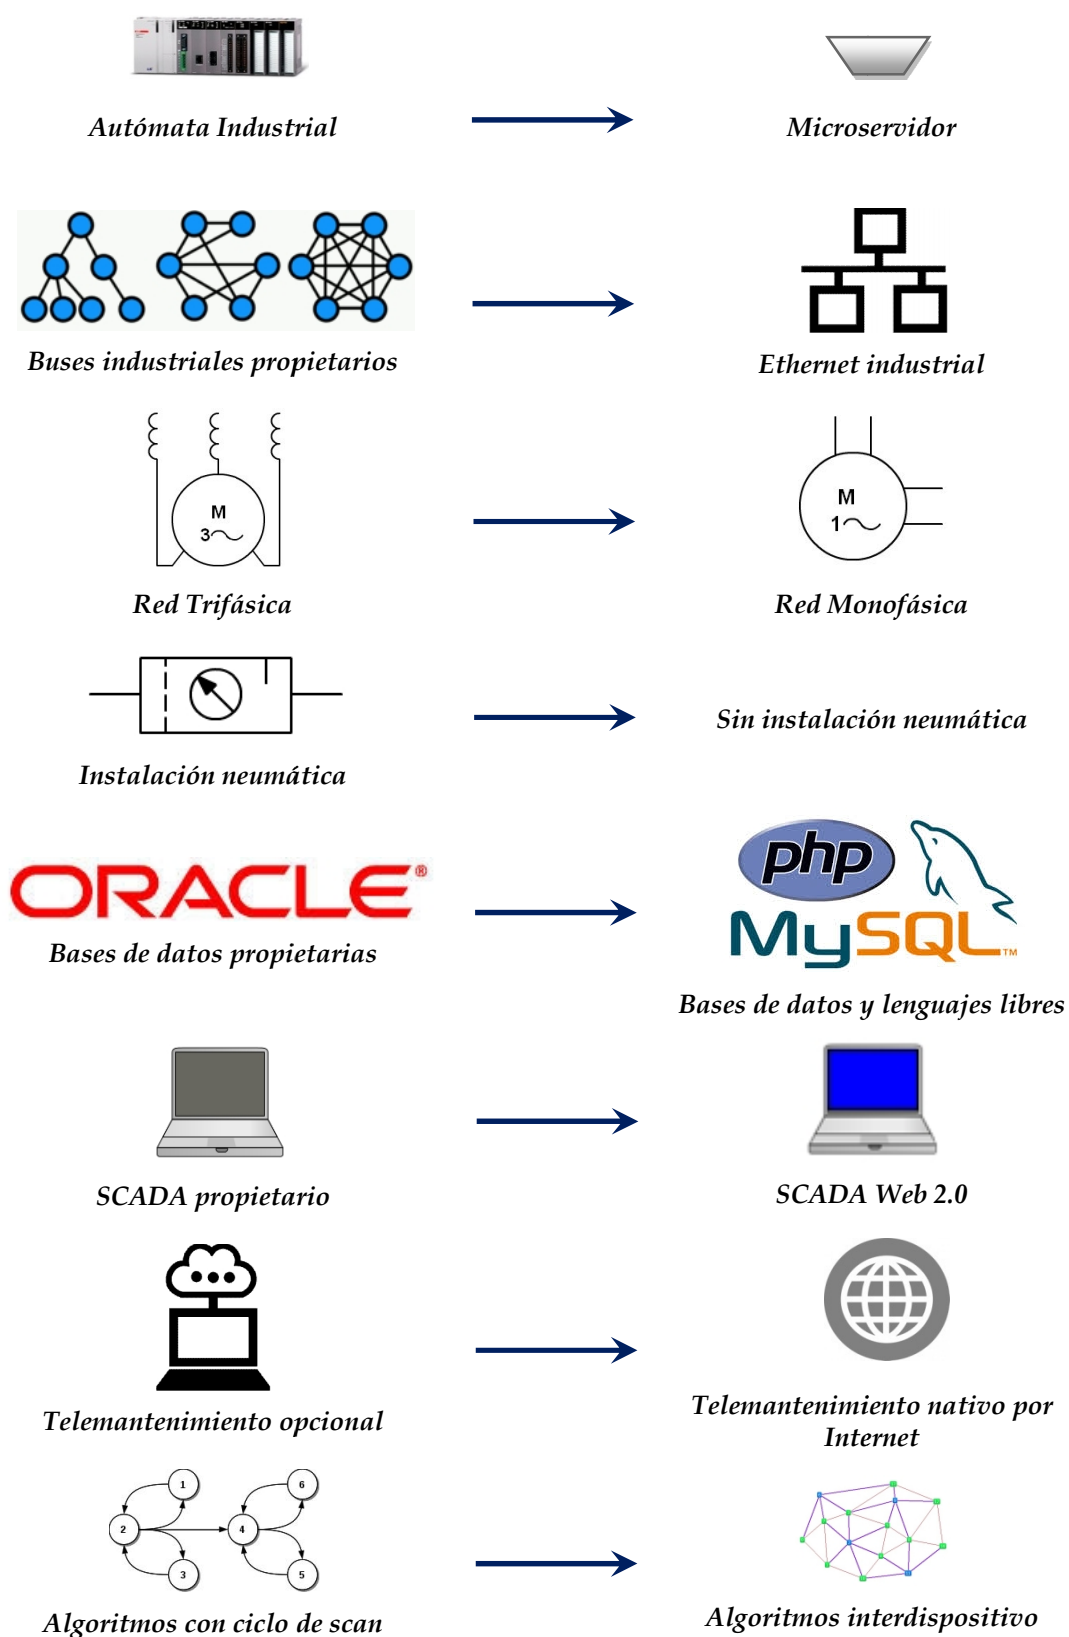 Autómata Industrial
Microservidor
Buses industriales propietarios
Ethernet industrial
M
3
Red Trifásica
M
1
Red Monofásica
Instalación neumática
Sin instalación neumática
ORACLE®
Bases de datos propietarias
php
MySQL™
Bases de datos y lenguajes libres
SCADA propietario
SCADA Web 2.0
Telemantenimiento opcional
Telemantenimiento nativo por
Internet
1
6
2
4
3
5
Algoritmos con ciclo de scan
Algoritmos interdispositivo